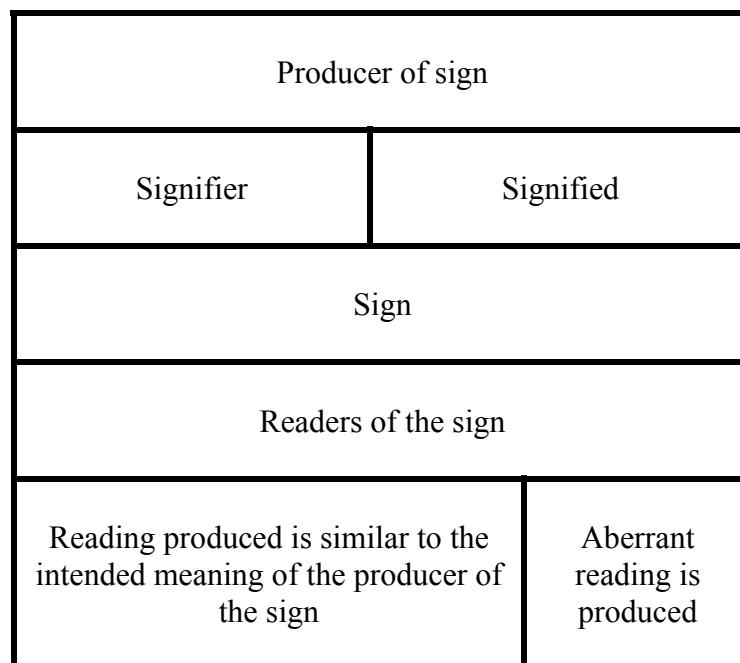 Producer of sign
Signifier
Signified
Sign
Readers of the sign
Reading produced is similar to the
intended meaning of the producer of
the sign
Aberrant
reading is
produced